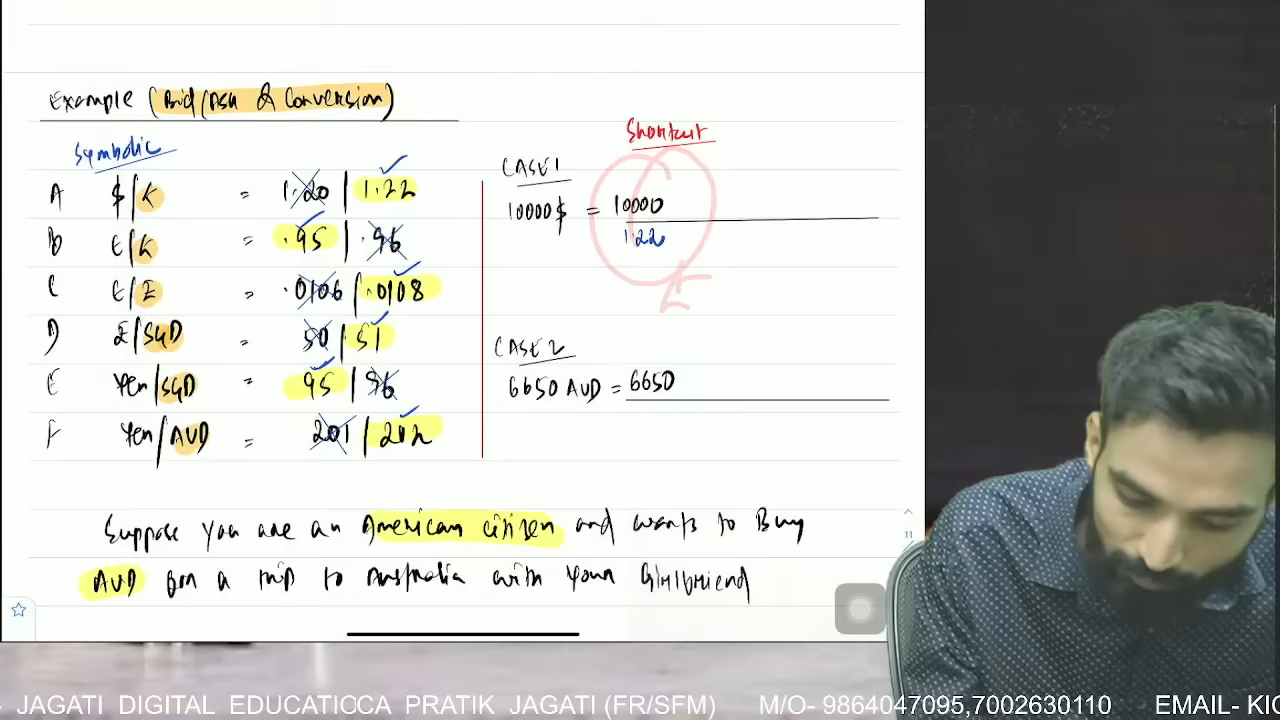 Example (Bid/Ask & Conversion)
Symbolic
Shortcut
A $/K = 1.20 | 1.22
B €/K = .95 | .96
C €/£ = .0106 | .0108
D £/SGD = 50 | 51
E Yen/SGD = 95 | 96
F Yen/AUD = 201 | 202
CASE 1
10000$ = 10000
1.22
CASE 2
6650 AUD = 6650
Suppose you are an American citizen and wants to Buy
AUD for a trip to Australia with your Girlfriend
11
JAGATI DIGITAL EDUCATIOCA PRATIK JAGATI (FR/SFM) M/O- 9864047095,7002630110 EMAIL- KIC